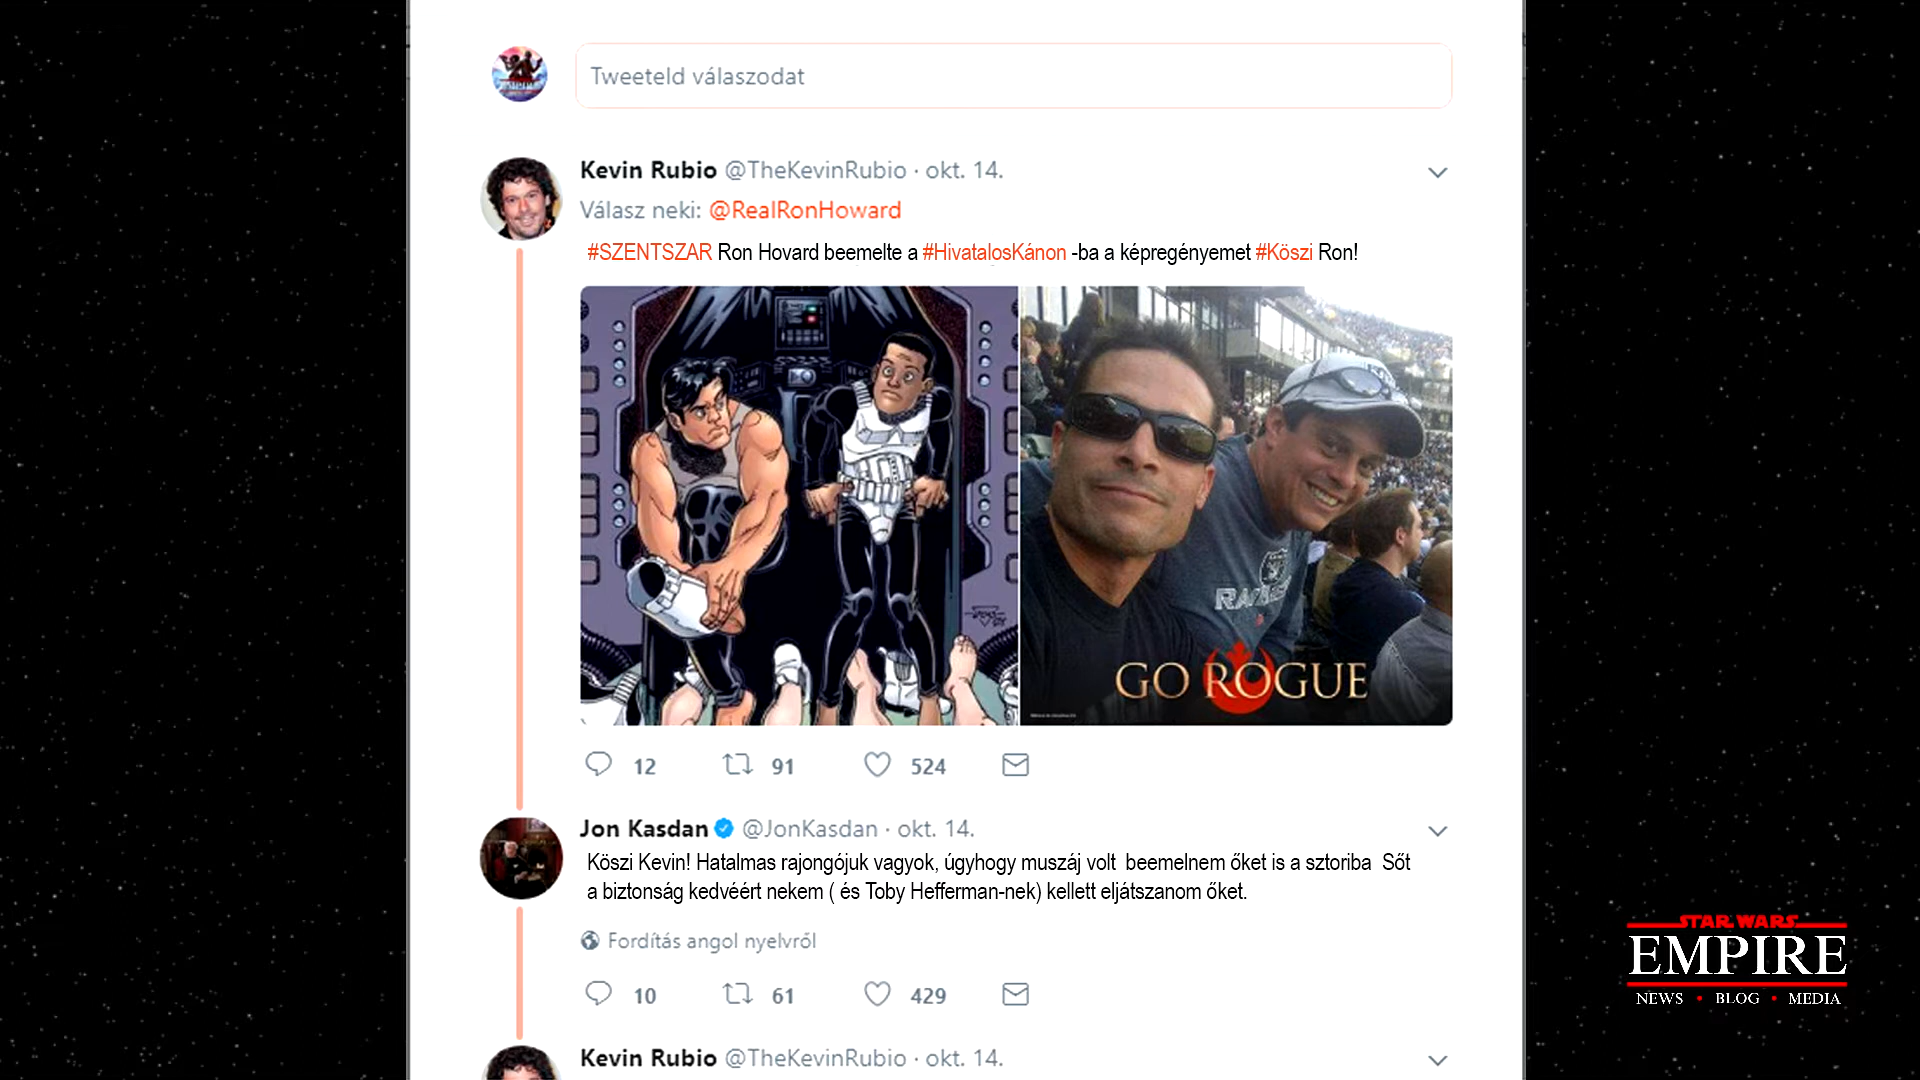 Tweeteld válaszodat
Kevin Rubio @TheKevinRubio · okt. 14.
Válasz neki: @RealRonHoward
#SZENTSZAR Ron Hovard beemelte a #HivatalosKánon -ba a képregényemet #Köszi Ron!
RAIDERS
GO ROGUE
12 91 524
Jon Kasdan @JonKasdan · okt. 14.
Köszi Kevin! Hatalmas rajongójuk vagyok, úgyhogy muszáj volt beemelnem őket is a sztoriba Sőt
a biztonság kedvéért nekem ( és Toby Hefferman-nek) kellett eljátszanom őket.
Fordítás angol nyelvről
10 61 429
Kevin Rubio @TheKevinRubio · okt. 14.
STAR WARS
EMPIRE
NEWS • BLOG • MEDIA